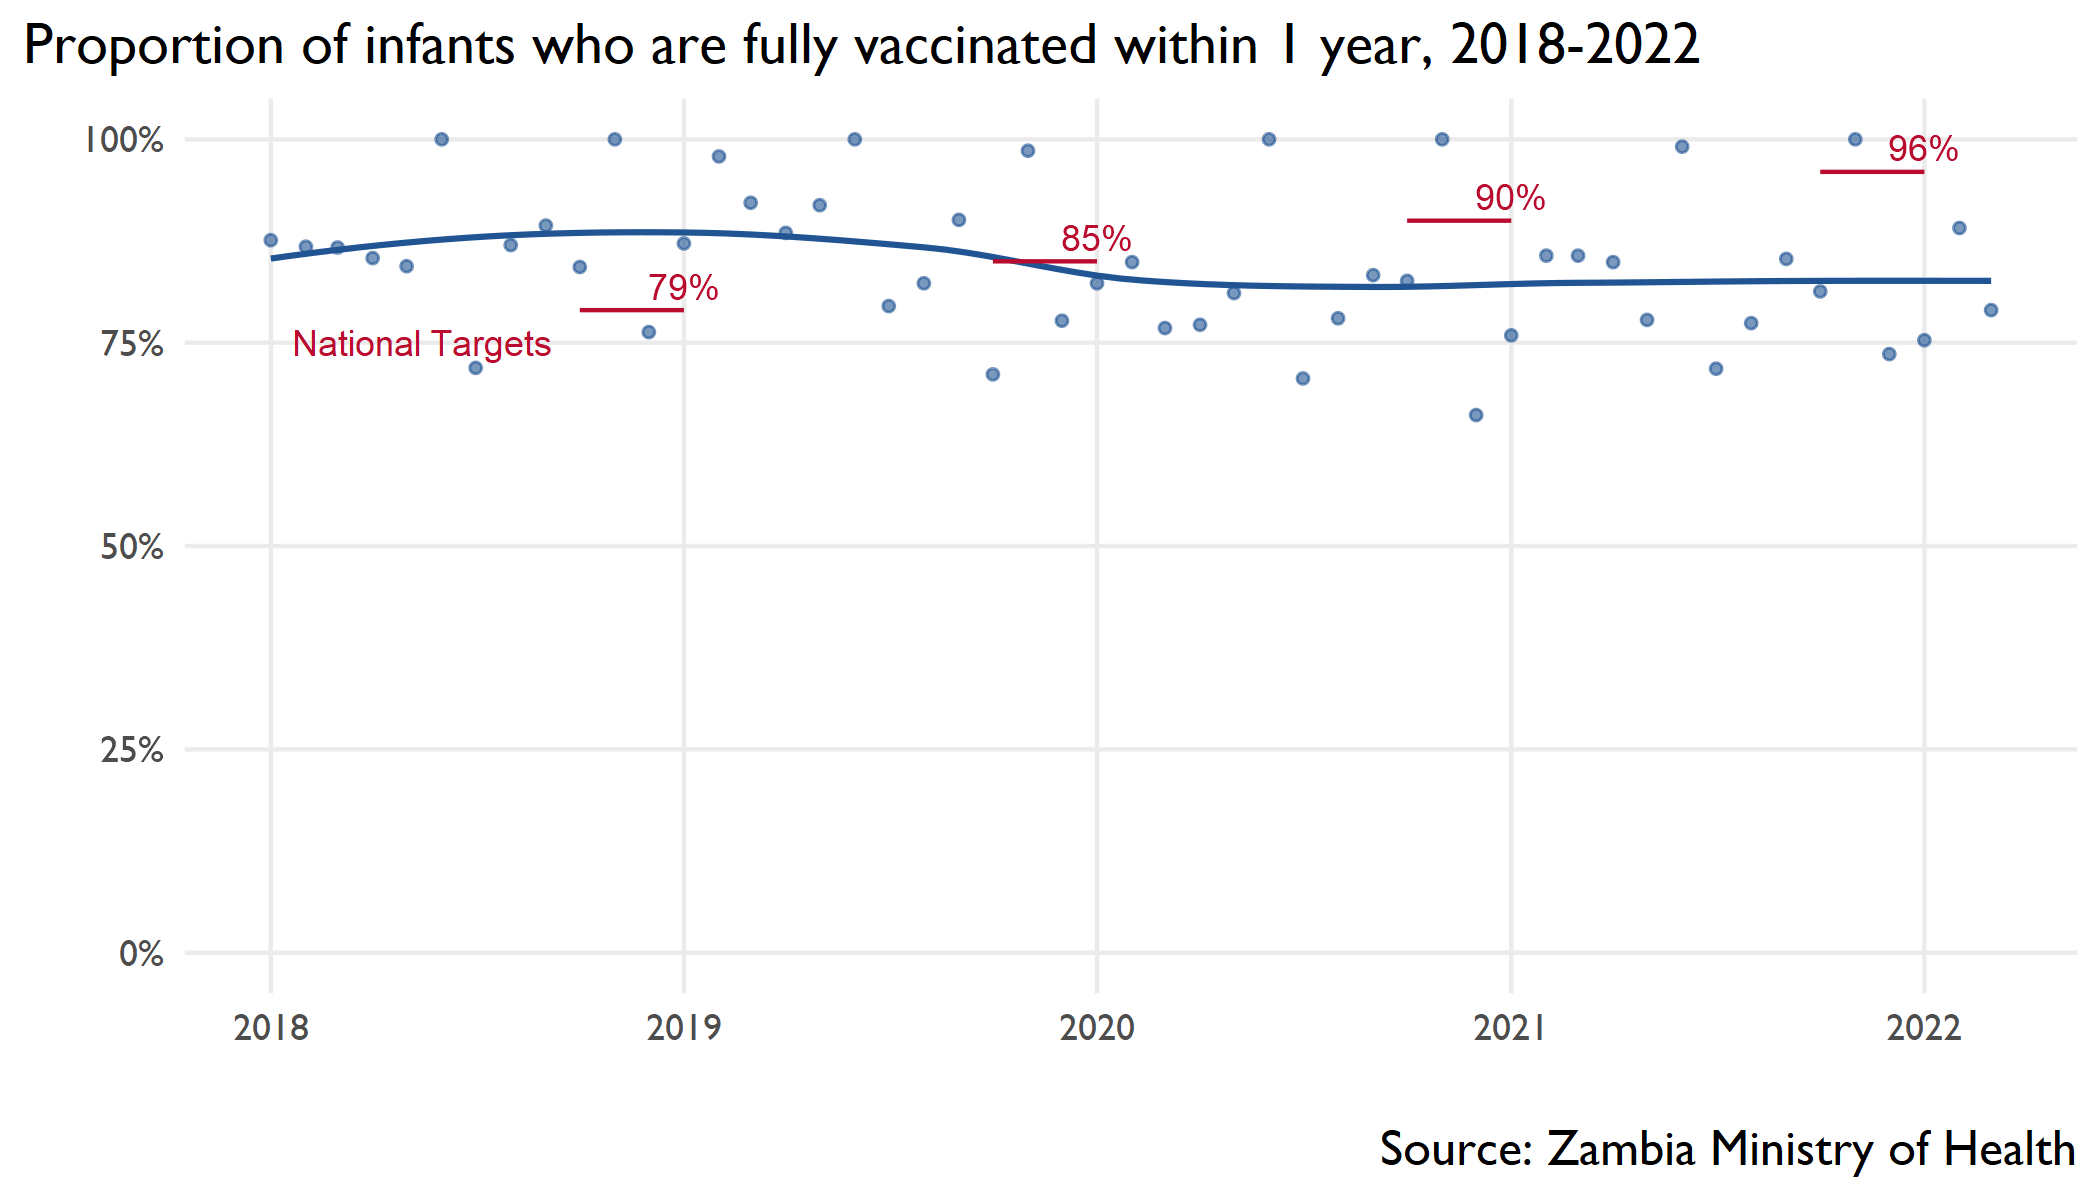 Proportion of infants who are fully vaccinated within 1 year, 2018-2022
100%
96%
90%
85%
79%
National Targets
75%
50%
25%
0%
2018 2019 2020 2021 2022
Source: Zambia Ministry of Health